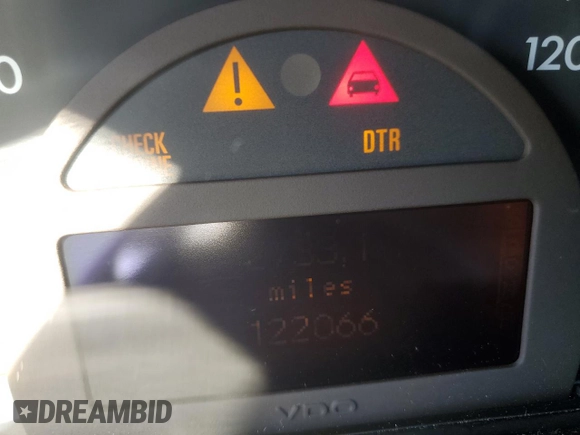 120
CHECK
DTR
miles
122066
VDO
DREAMBID